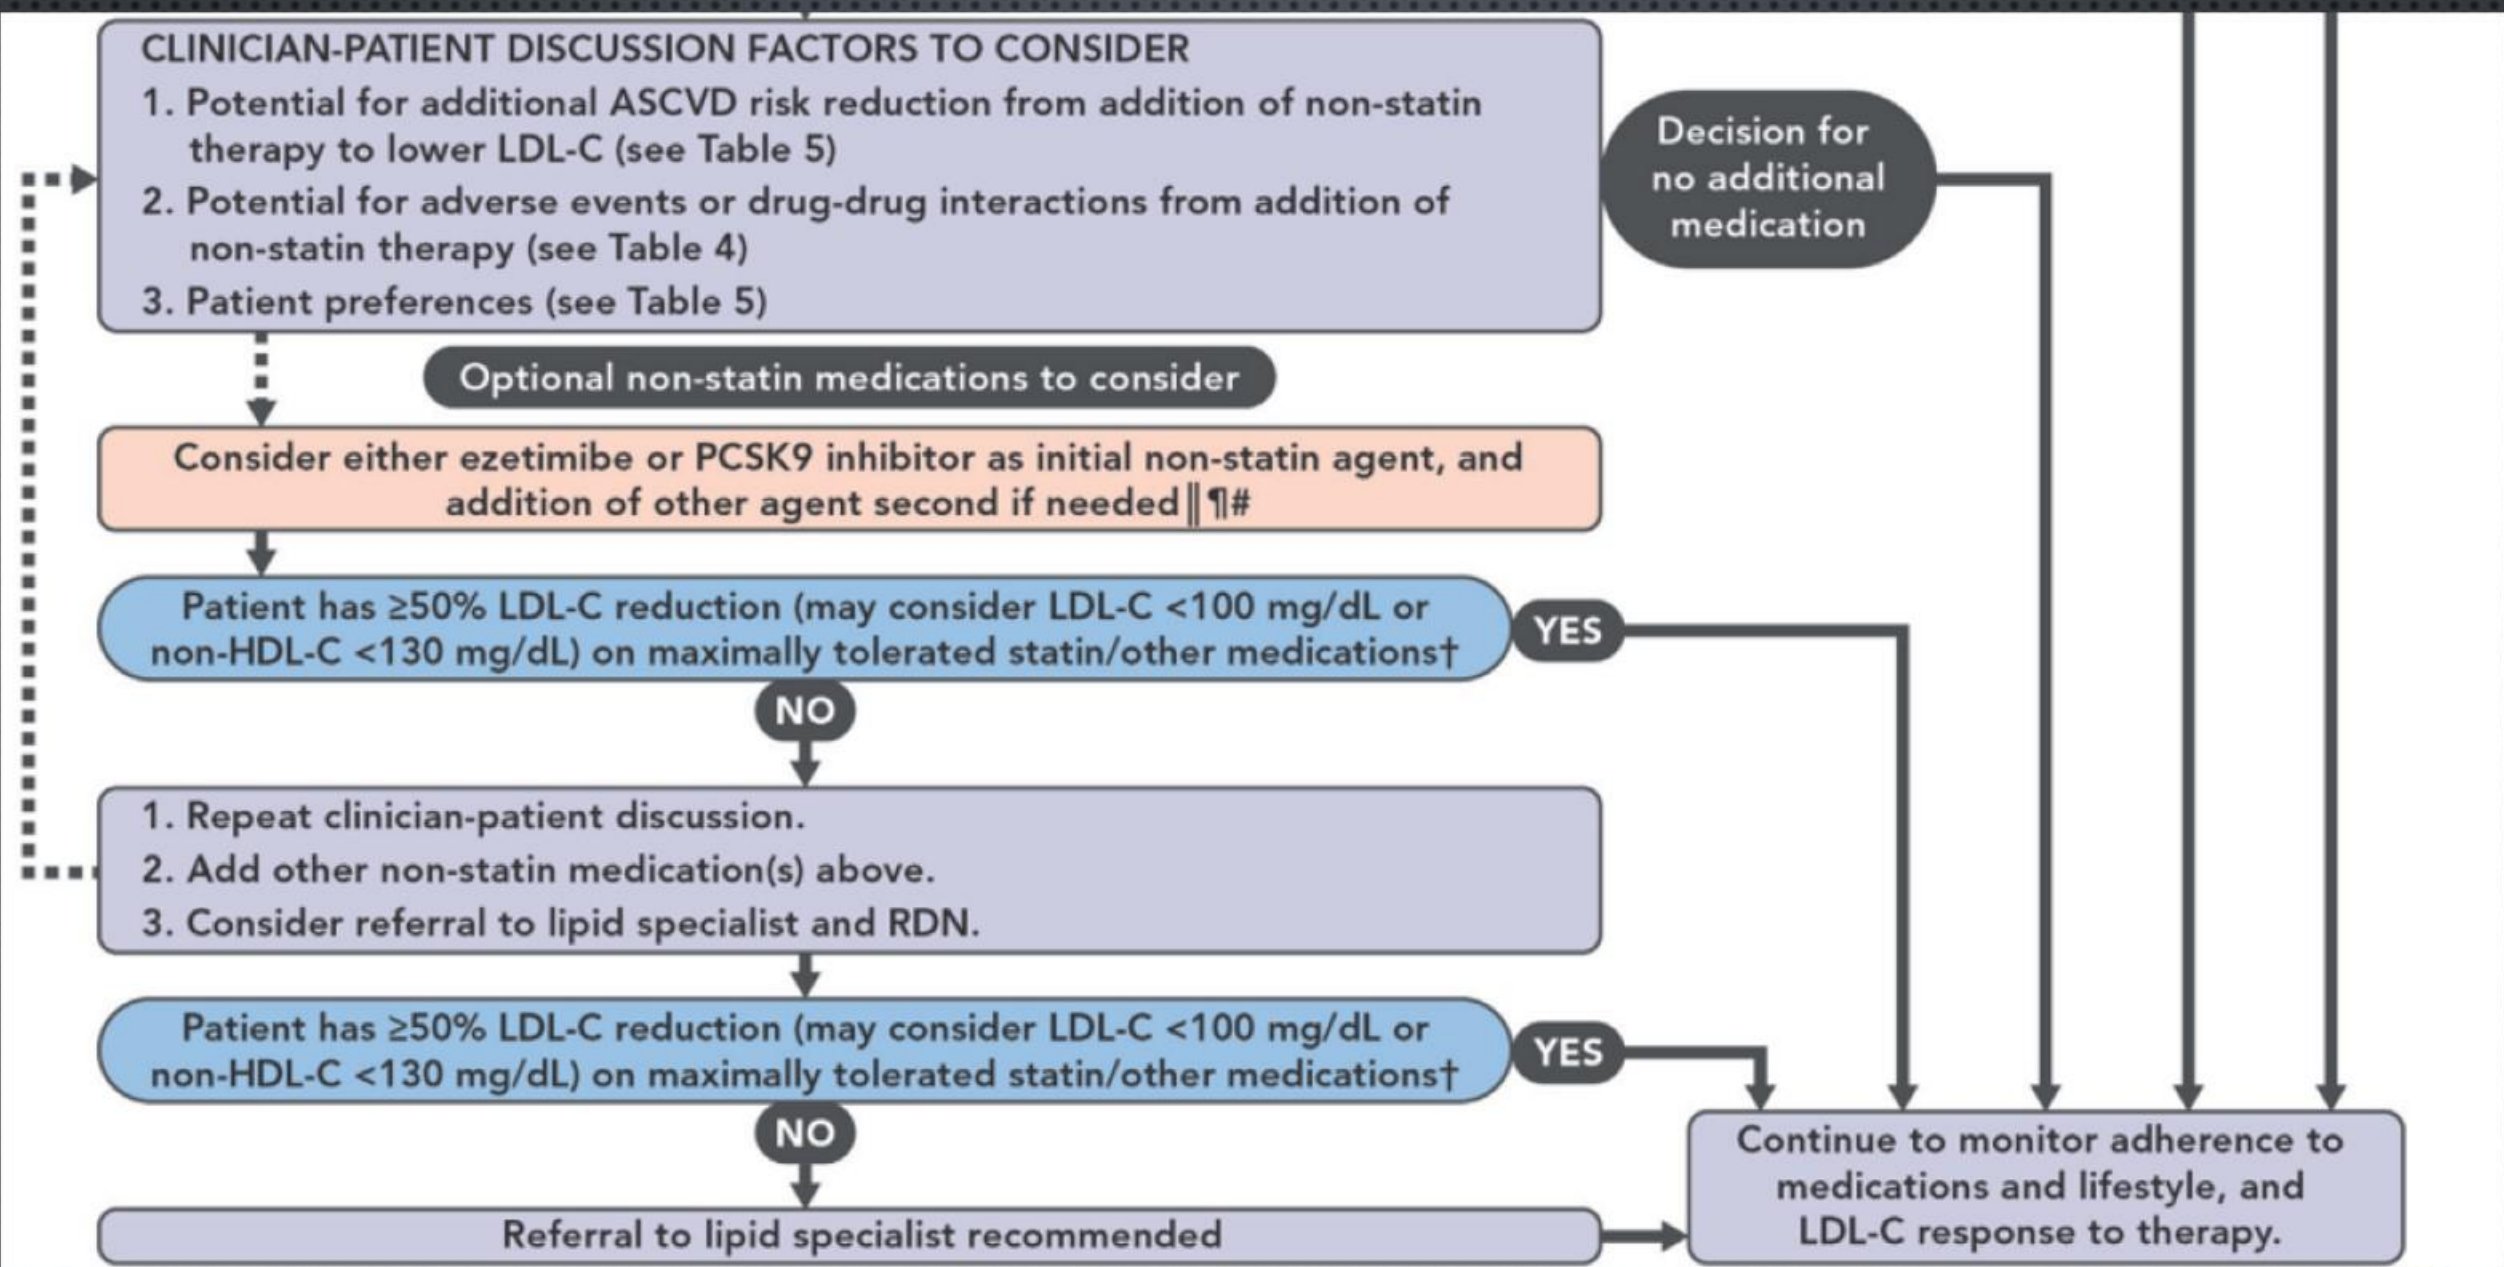 CLINICIAN-PATIENT DISCUSSION FACTORS TO CONSIDER
1. Potential for additional ASCVD risk reduction from addition of non-statin
therapy to lower LDL-C (see Table 5)
2. Potential for adverse events or drug-drug interactions from addition of
non-statin therapy (see Table 4)
3. Patient preferences (see Table 5)
Decision for
no additional
medication
Optional non-statin medications to consider
Consider either ezetimibe or PCSK9 inhibitor as initial non-statin agent, and
addition of other agent second if needed‖¶#
Patient has ≥50% LDL-C reduction (may consider LDL-C <100 mg/dL or
non-HDL-C <130 mg/dL) on maximally tolerated statin/other medications†
YES
NO
1. Repeat clinician-patient discussion.
2. Add other non-statin medication(s) above.
3. Consider referral to lipid specialist and RDN.
Patient has ≥50% LDL-C reduction (may consider LDL-C <100 mg/dL or
non-HDL-C <130 mg/dL) on maximally tolerated statin/other medications†
YES
NO
Referral to lipid specialist recommended
Continue to monitor adherence to
medications and lifestyle, and
LDL-C response to therapy.